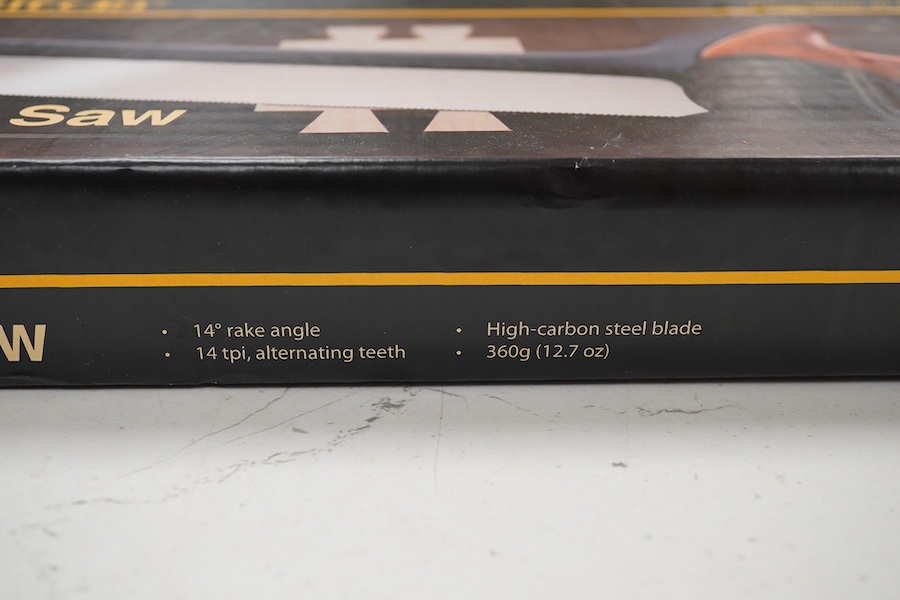 Saw
W
• 14° rake angle
• 14 tpi, alternating teeth
• High-carbon steel blade
• 360g (12.7 oz)